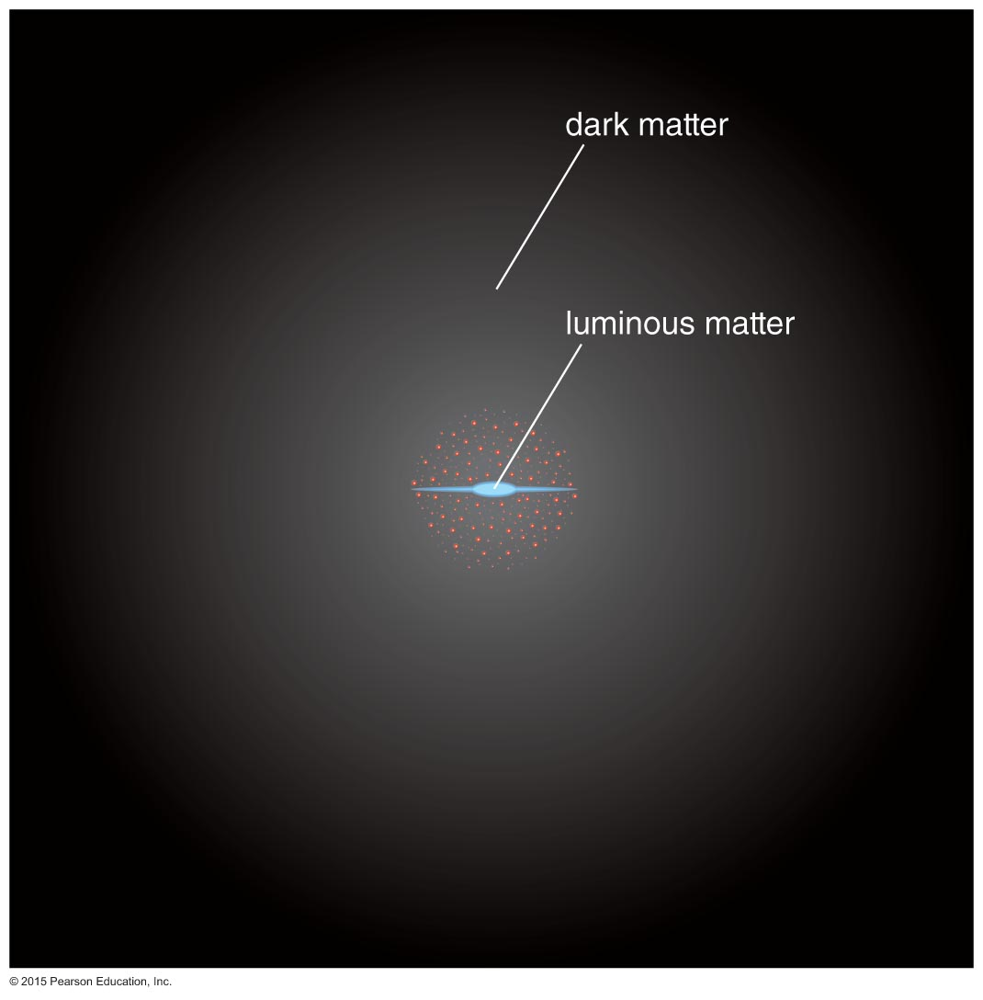 dark matter
luminous matter
© 2015 Pearson Education, Inc.